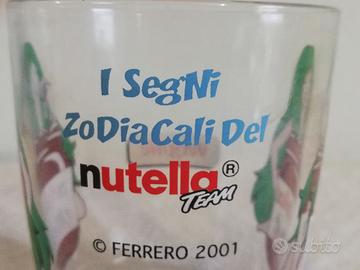 I SegNi
ZoDiaCali Del
nutella®
TEAM
© FERRERO 2001
subito